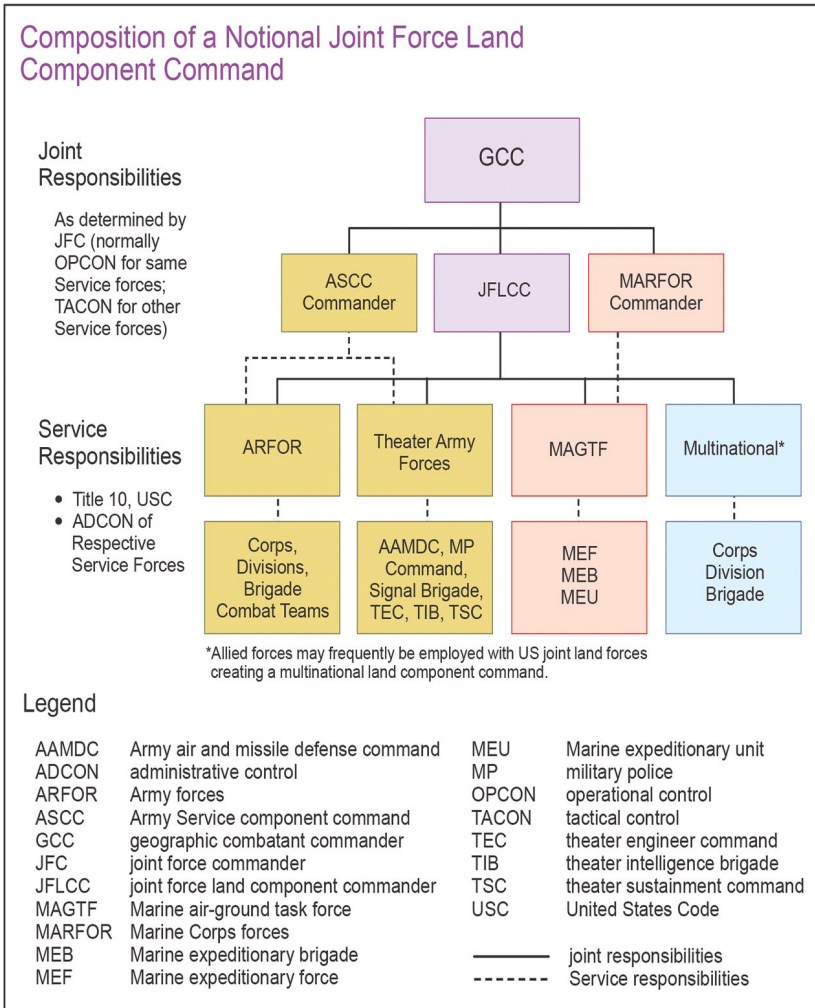 Composition of a Notional Joint Force Land
Component Command
Joint
Responsibilities
As determined by
JFC (normally
OPCON for same
Service forces;
TACON for other
Service forces)
GCC
ASCC
Commander
JFLCC
MARFOR
Commander
Service
Responsibilities
• Title 10, USC
• ADCON of
Respective
Service Forces
ARFOR
Theater Army
Forces
MAGTF
Multinational*
Corps,
Divisions,
Brigade
Combat Teams
AAMDC, MP
Command,
Signal Brigade,
TEC, TIB, TSC
MEF
MEB
MEU
Corps
Division
Brigade
*Allied forces may frequently be employed with US joint land forces
creating a multinational land component command.
Legend
AAMDC Army air and missile defense command
ADCON administrative control
ARFOR Army forces
ASCC Army Service component command
GCC geographic combatant commander
JFC joint force commander
JFLCC joint force land component commander
MAGTF Marine air-ground task force
MARFOR Marine Corps forces
MEB Marine expeditionary brigade
MEF Marine expeditionary force
MEU Marine expeditionary unit
MP military police
OPCON operational control
TACON tactical control
TEC theater engineer command
TIB theater intelligence brigade
TSC theater sustainment command
USC United States Code
joint responsibilities
Service responsibilities